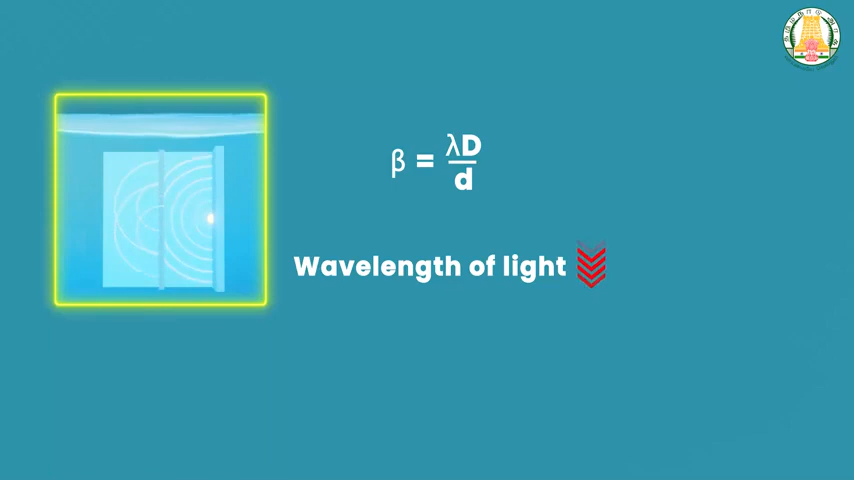 β = λD/d
Wavelength of light